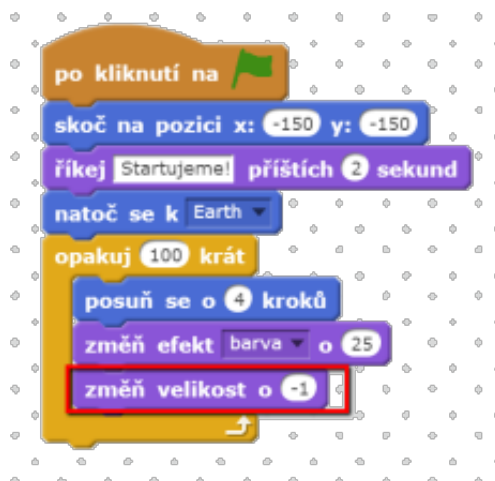 po kliknutí na
skoč na pozici x: -150 y: -150
říkej Startujeme! příštích 2 sekund
natoč se k Earth
opakuj 100 krát
posuň se o 4 kroků
změň efekt barva o 25
změň velikost o -1